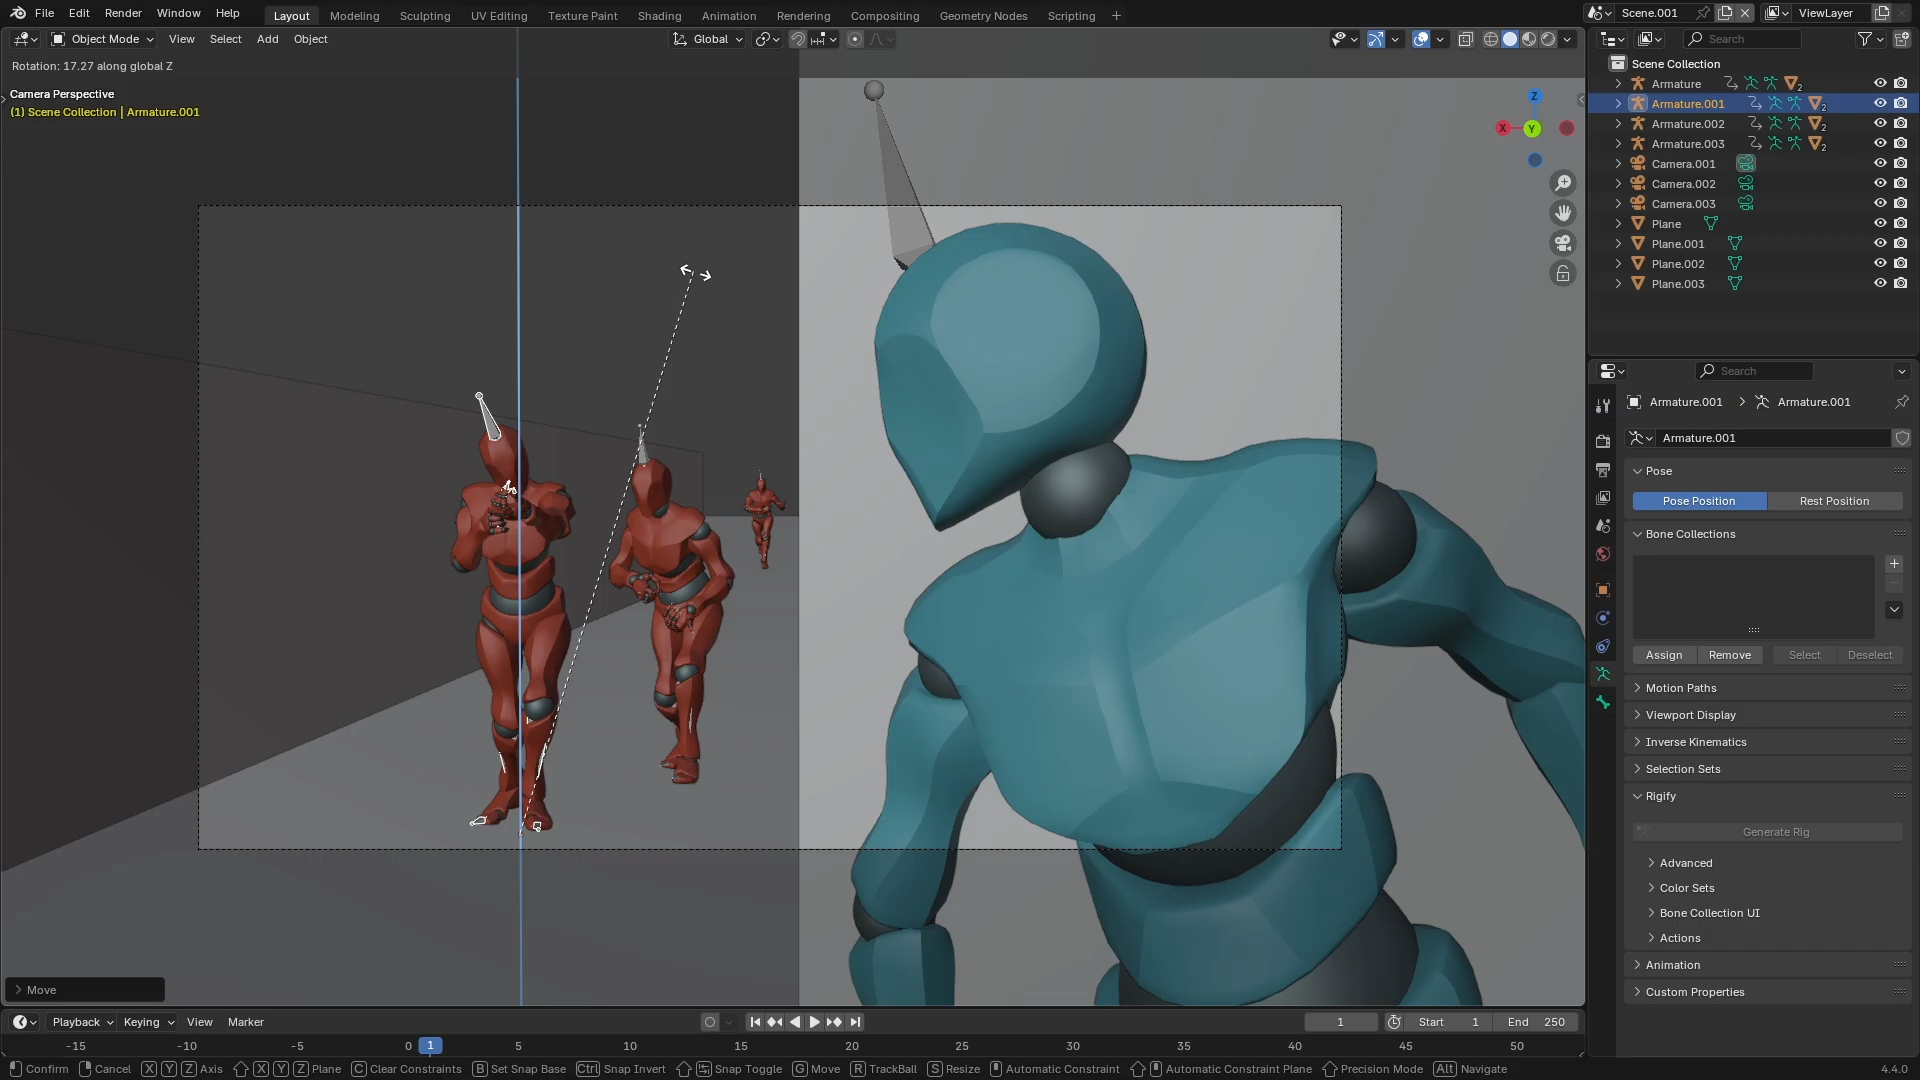 File Edit Render Window Help Layout Modeling Sculpting UV Editing Texture Paint Shading Animation Rendering Compositing Geometry Nodes Scripting + Scene.001 ViewLayer
Object Mode View Select Add Object Global Search
Rotation: 17.27 along global Z
Camera Perspective
(1) Scene Collection | Armature.001
Z
X
Y
Scene Collection
Armature 2
Armature.001 2
Armature.002 2
Armature.003 2
Camera.001
Camera.002
Camera.003
Plane
Plane.001
Plane.002
Plane.003
Search
Armature.001 > Armature.001
Armature.001
Pose
Pose Position Rest Position
Bone Collections
Assign Remove Select Deselect
Motion Paths
Viewport Display
Inverse Kinematics
Selection Sets
Rigify
Generate Rig
Advanced
Color Sets
Bone Collection UI
Actions
Animation
Custom Properties
Move
Playback Keying View Marker 1 Start 1 End 250
-15 -10 -5 0 1 5 10 15 20 25 30 35 40 45 50
Confirm Cancel X Y Z Axis X Y Z Plane C Clear Constraints B Set Snap Base Ctrl Snap Invert Snap Toggle G Move R TrackBall S Resize Automatic Constraint Automatic Constraint Plane Precision Mode Alt Navigate 4.4.0